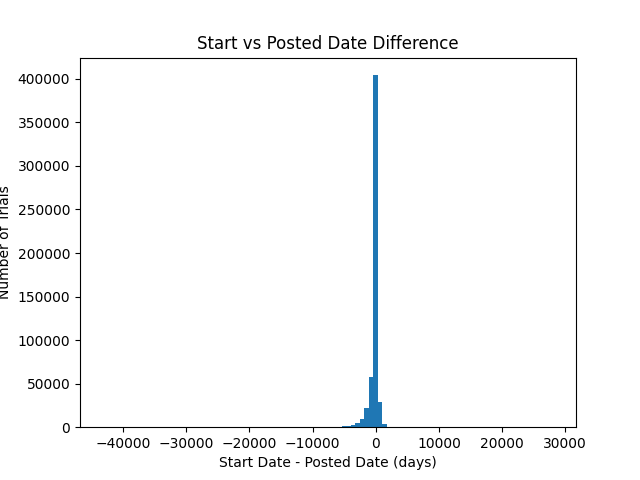 Start vs Posted Date Difference
400000
350000
300000
250000
200000
150000
100000
50000
0
Number of Trials
−40000 −30000 −20000 −10000 0 10000 20000 30000
Start Date - Posted Date (days)